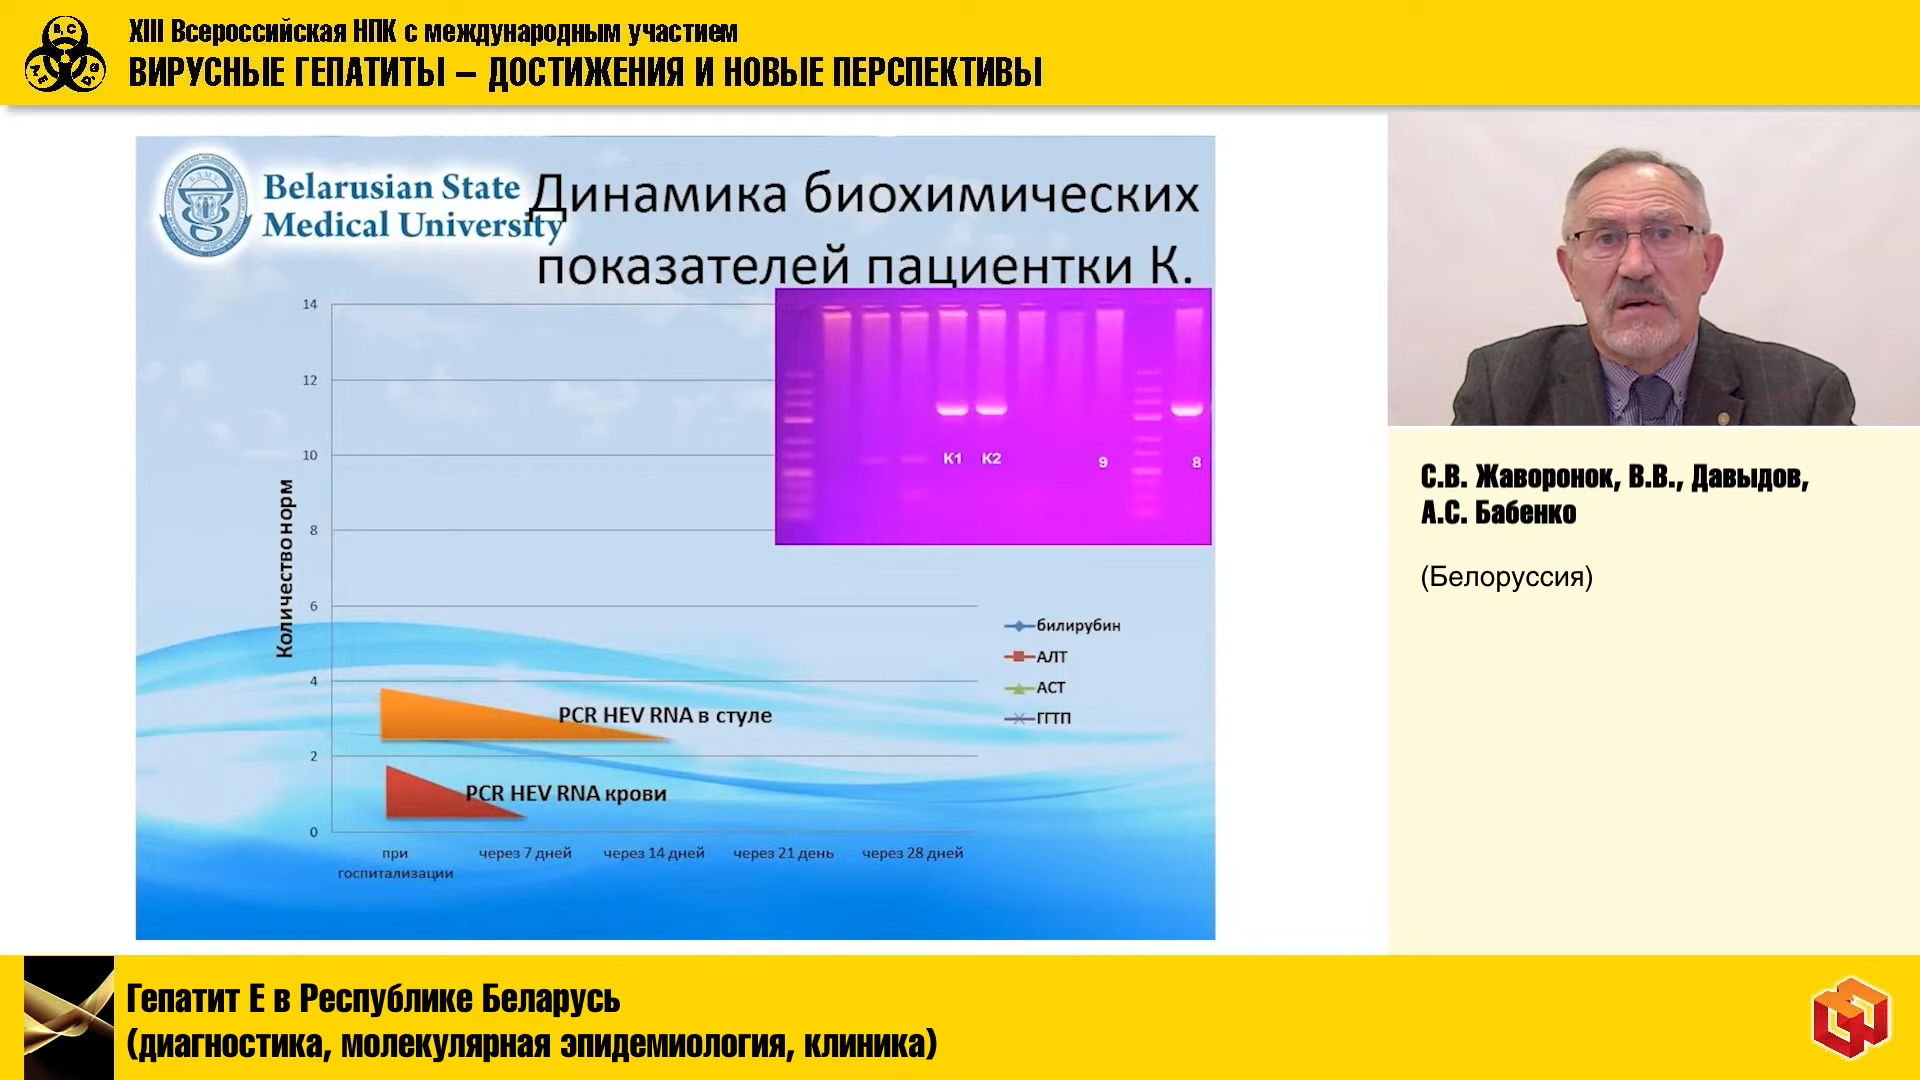 XIII Всероссийская НПК с международным участием
ВИРУСНЫЕ ГЕПАТИТЫ – ДОСТИЖЕНИЯ И НОВЫЕ ПЕРСПЕКТИВЫ
Belarusian State
Medical University
Динамика биохимических
показателей пациентки К.
Количество норм
14
12
10
8
6
4
2
0
K1 K2 9 8
билирубин
АЛТ
АСТ
ГГТП
PCR HEV RNA в стуле
PCR HEV RNA крови
при
госпитализации
через 7 дней
через 14 дней
через 21 день
через 28 дней
С.В. Жаворонок, В.В., Давыдов,
А.С. Бабенко
(Белоруссия)
Гепатит Е в Республике Беларусь
(диагностика, молекулярная эпидемиология, клиника)